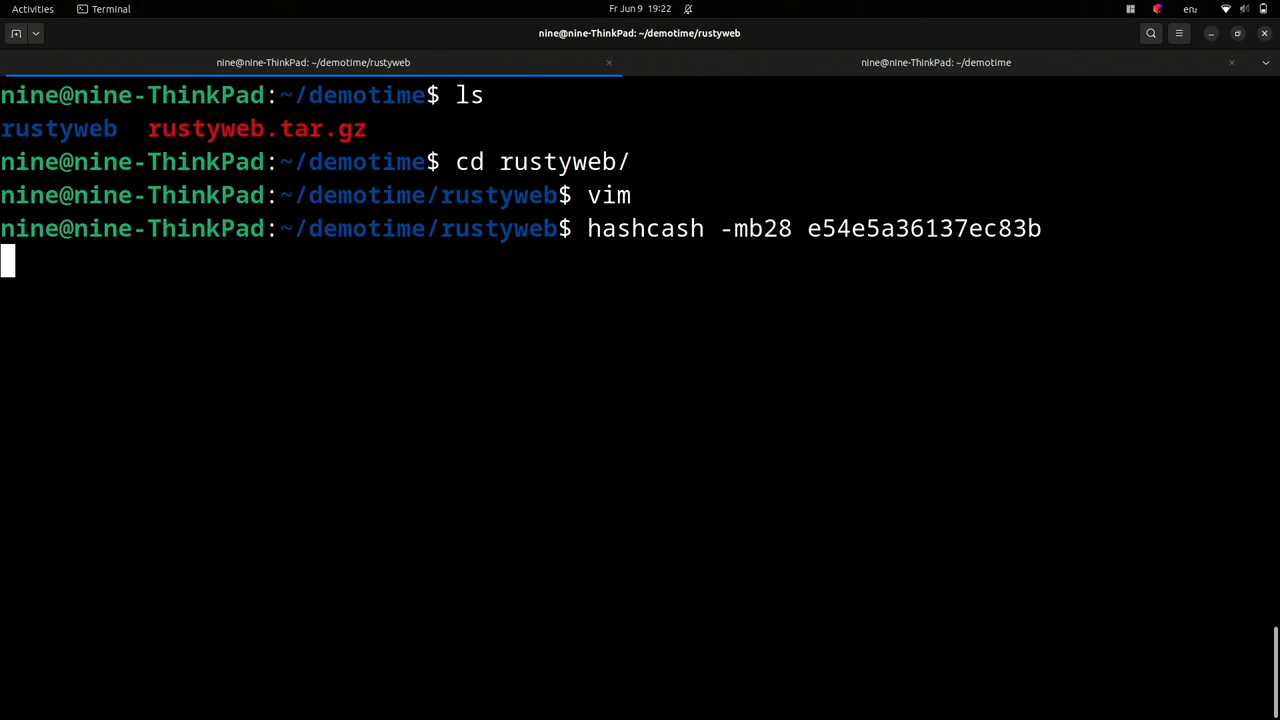 Activities Terminal Fr Jun 9 19:22 en₂
nine@nine-ThinkPad: ~/demotime/rustyweb
nine@nine-ThinkPad: ~/demotime/rustyweb × nine@nine-ThinkPad: ~/demotime ×
nine@nine-ThinkPad:~/demotime$ ls
rustyweb rustyweb.tar.gz
nine@nine-ThinkPad:~/demotime$ cd rustyweb/
nine@nine-ThinkPad:~/demotime/rustyweb$ vim
nine@nine-ThinkPad:~/demotime/rustyweb$ hashcash -mb28 e54e5a36137ec83b